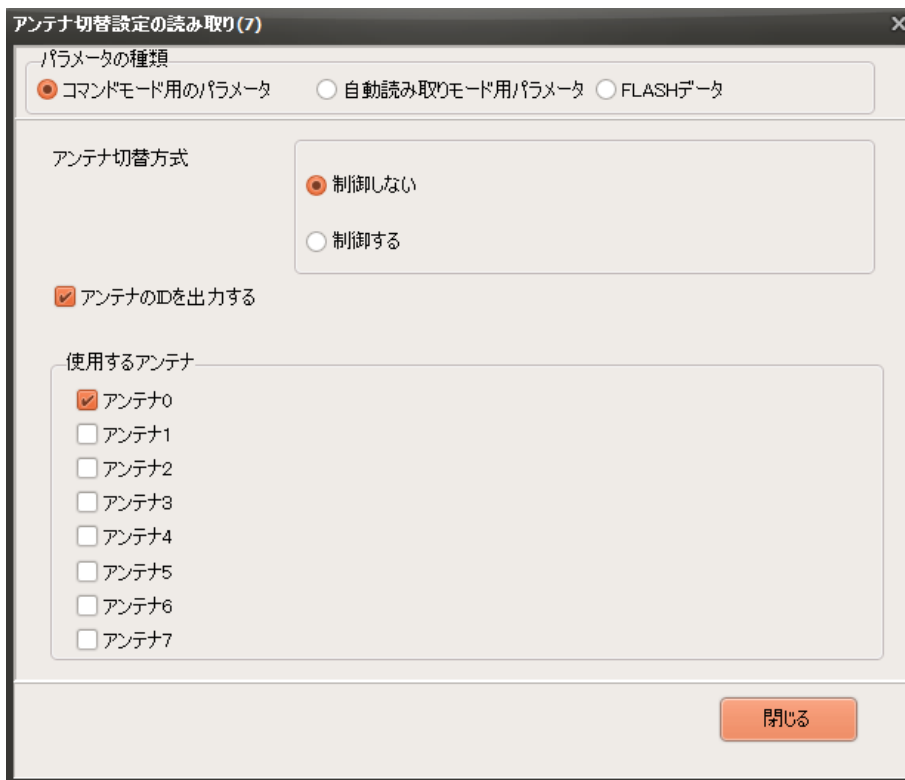 アンテナ切替設定の読み取り(7)
パラメータの種類
コマンドモード用のパラメータ 自動読み取りモード用パラメータ FLASHデータ
アンテナ切替方式
制御しない
制御する
アンテナのIDを出力する
使用するアンテナ
アンテナ0
アンテナ1
アンテナ2
アンテナ3
アンテナ4
アンテナ5
アンテナ6
アンテナ7
閉じる